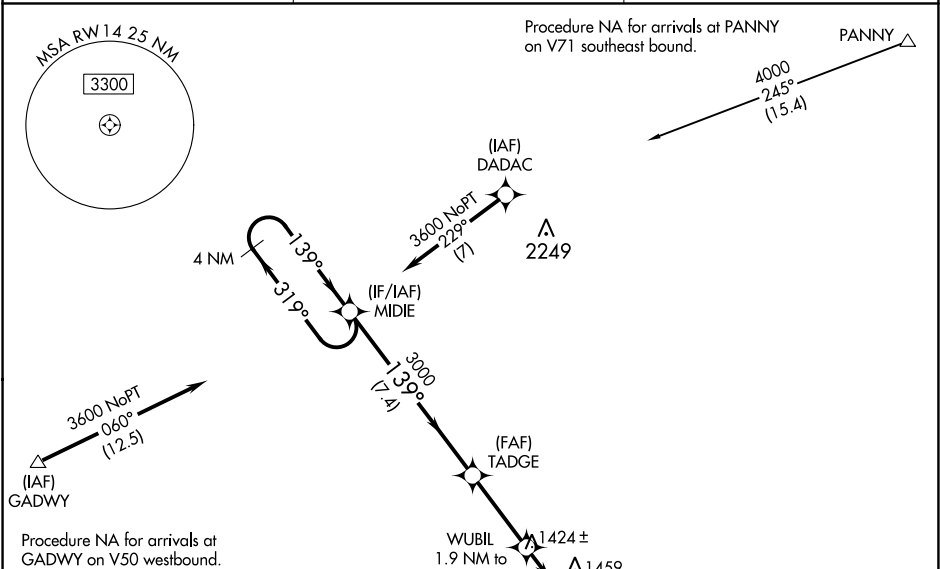 MSA RW14 25 NM
3300
Procedure NA for arrivals at PANNY
on V71 southeast bound.
PANNY
4000
245°
(15.4)
(IAF)
DADAC
3600 NoPT
229°
(7)
2249
4 NM
139°
319°
(IF/IAF)
MIDIE
3000
139°
(7.4)
3600 NoPT
060°
(12.5)
(IAF)
GADWY
(FAF)
TADGE
Procedure NA for arrivals at
GADWY on V50 westbound.
WUBIL
1.9 NM to
1424±
1459